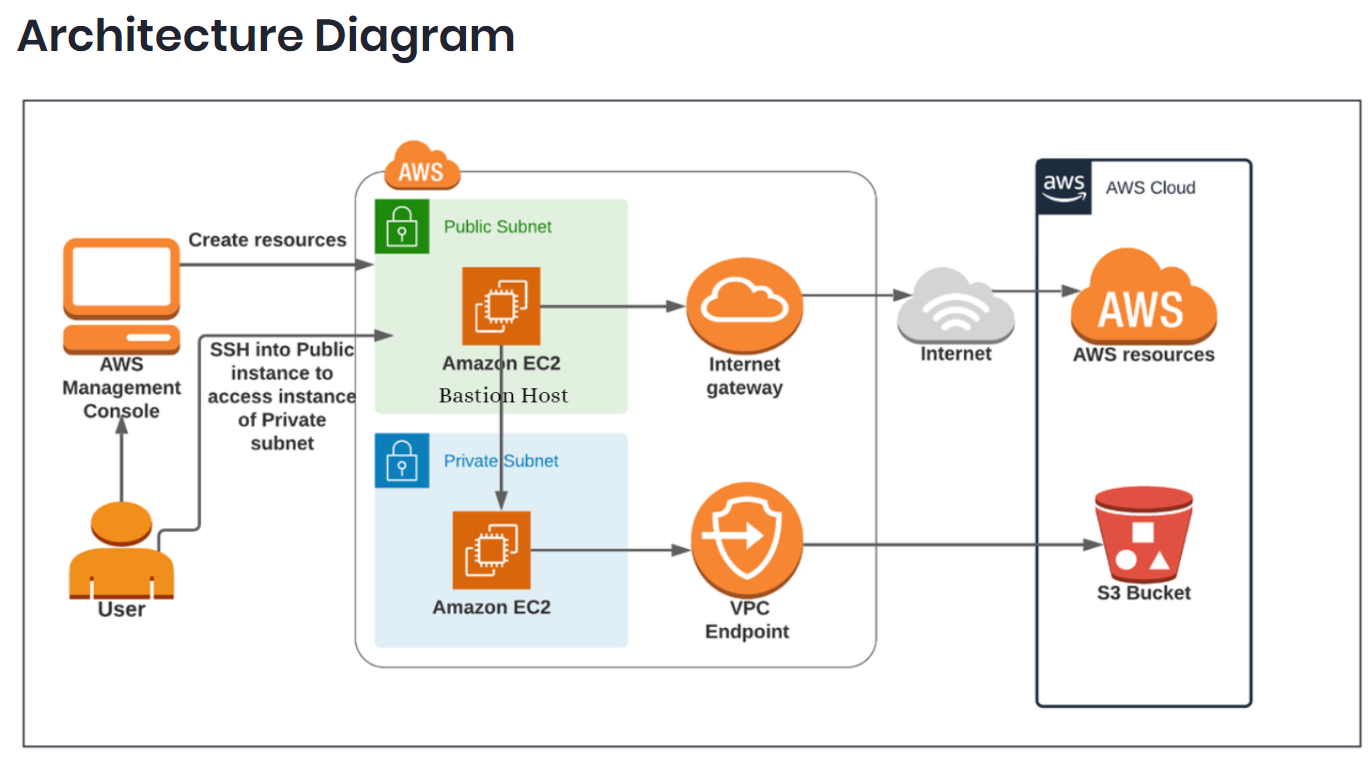 Architecture Diagram
AWS
aws
AWS Cloud
Public Subnet
Create resources
AWS
Management
Console
SSH into Public
instance to
access instance
of Private
subnet
Amazon EC2
Bastion Host
Internet
gateway
Internet
AWS
AWS resources
Private Subnet
Amazon EC2
VPC
Endpoint
S3 Bucket
User